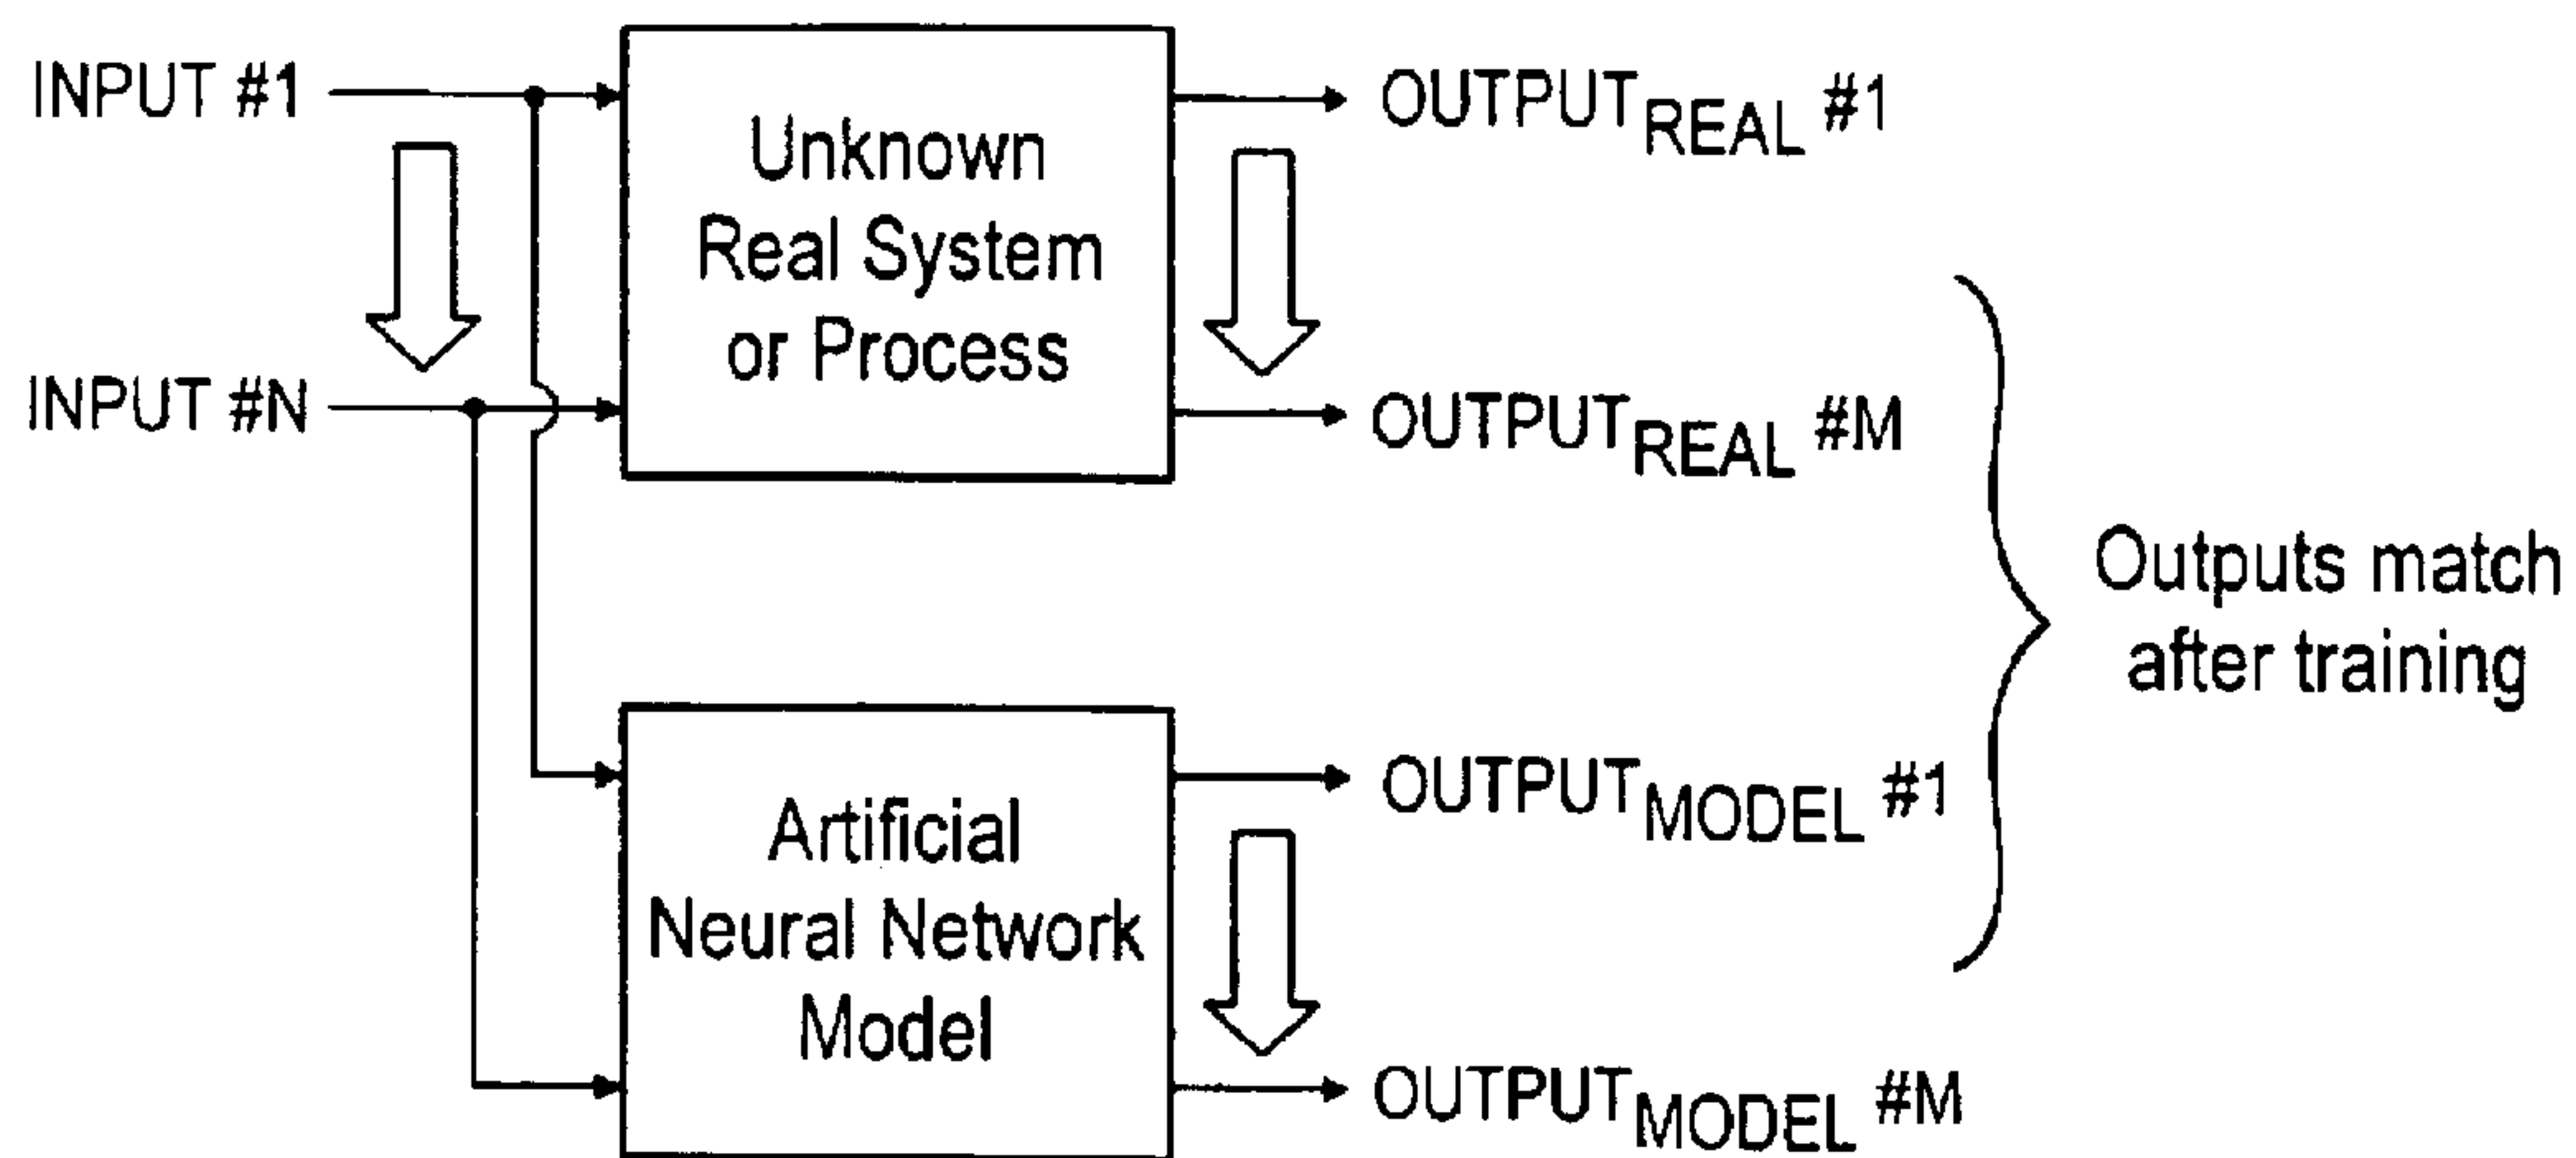 INPUT #1
INPUT #N
Unknown
Real System
or Process
OUTPUT REAL #1
OUTPUT REAL #M
Artificial
Neural Network
Model
OUTPUT MODEL #1
OUTPUT MODEL #M
Outputs match
after training